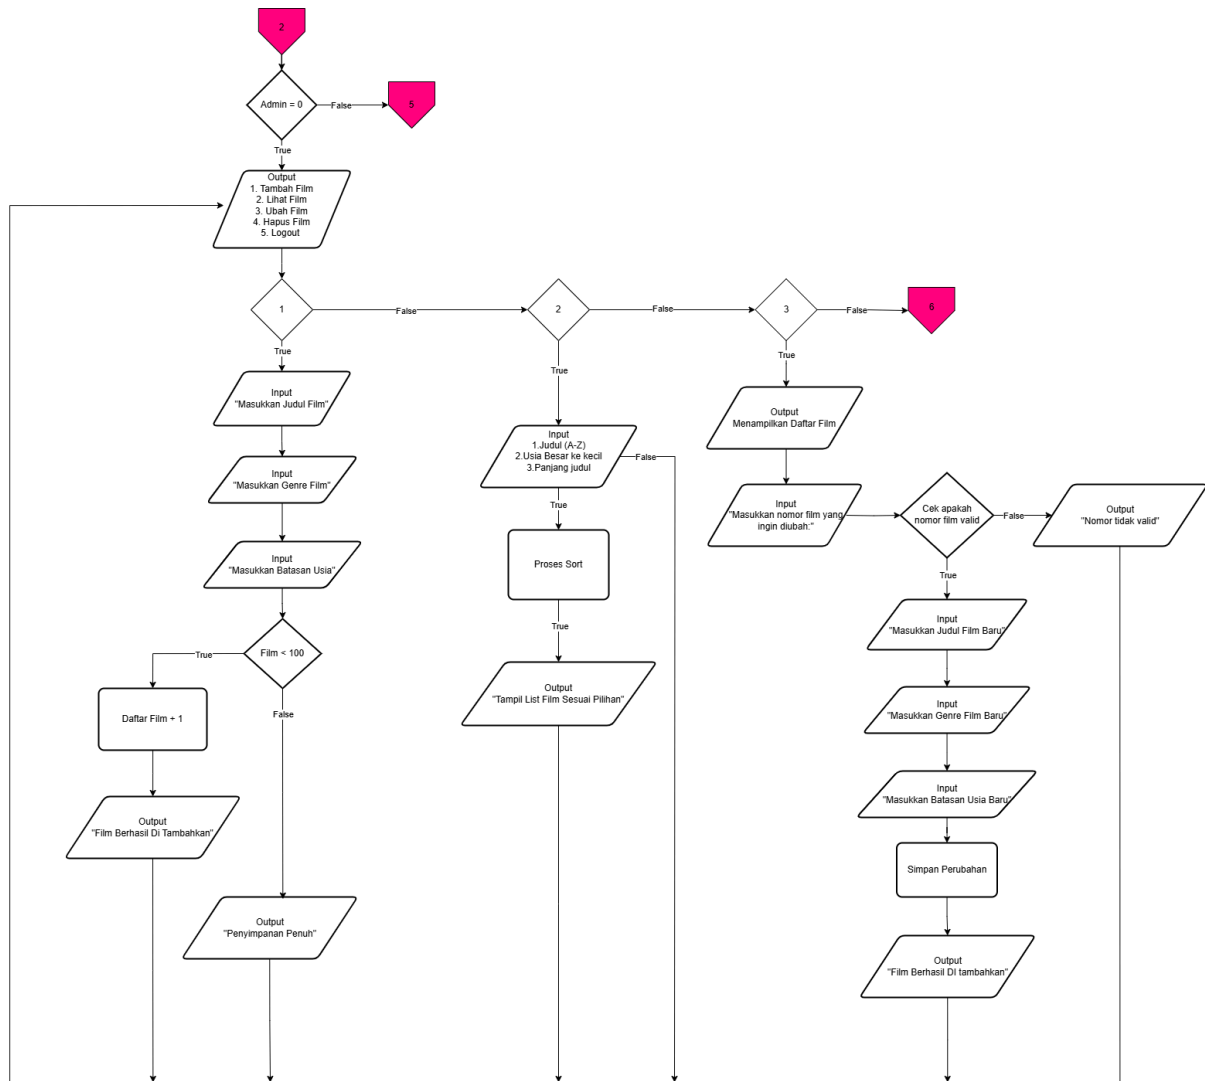 2
Admin = 0
False
5
True
Output
1. Tambah Film
2. Lihat Film
3. Ubah Film
4. Hapus Film
5. Logout
1
False
2
False
3
False
6
True
Input
"Masukkan Judul Film"
Input
"Masukkan Genre Film"
Input
"Masukkan Batasan Usia"
Film < 100
True
Daftar Film + 1
Output
"Film Berhasil Di Tambahkan"
False
Output
"Penyimpanan Penuh"
True
Input
1.Judul (A-Z)
2.Usia Besar ke kecil
3.Panjang judul
False
True
Proses Sort
True
Output
"Tampil List Film Sesuai Pilihan"
True
Output
Menampilkan Daftar Film
Input
"Masukkan nomor film yang
ingin diubah:"
Cek apakah
nomor film valid
False
Output
"Nomor tidak valid"
True
Input
"Masukkan Judul Film Baru"
Input
"Masukkan Genre Film Baru"
Input
"Masukkan Batasan Usia Baru"
Simpan Perubahan
Output
"Film Berhasil DI tambahkan"